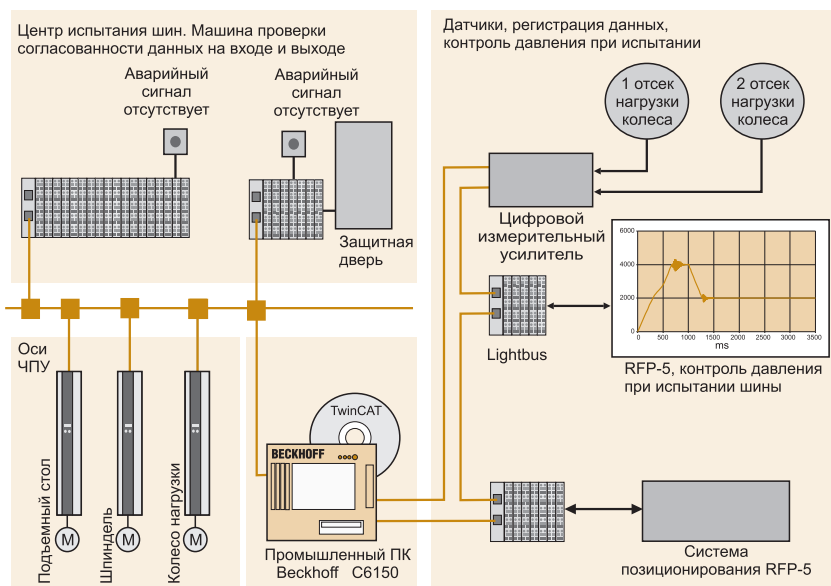 Центр испытания шин. Машина проверки
согласованности данных на входе и выходе
Аварийный
сигнал
отсутствует
Аварийный
сигнал
отсутствует
Защитная
дверь
Датчики, регистрация данных,
контроль давления при испытании
1 отсек
нагрузки
колеса
2 отсек
нагрузки
колеса
Цифровой
измерительный
усилитель
Lightbus
6000
4000
2000
0
0 500 1000 1500 2000 2500 3000 3500
ms
RFP-5, контроль давления
при испытании шины
Оси
ЧПУ
Подъемный стол
M
Шпиндель
M
Колесо нагрузки
M
TwinCAT
BECKHOFF
Промышленный ПК
Beckhoff C6150
Система
позиционирования RFP-5